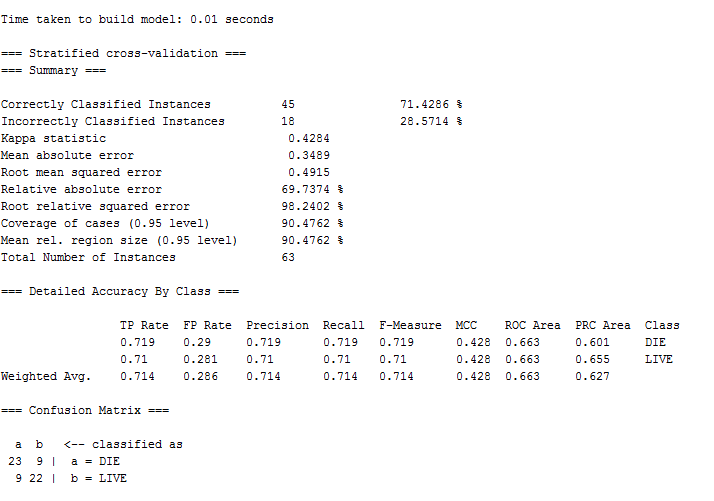 Time taken to build model: 0.01 seconds
=== Stratified cross-validation ===
=== Summary ===
Correctly Classified Instances 45 71.4286 %
Incorrectly Classified Instances 18 28.5714 %
Kappa statistic 0.4284
Mean absolute error 0.3489
Root mean squared error 0.4915
Relative absolute error 69.7374 %
Root relative squared error 98.2402 %
Coverage of cases (0.95 level) 90.4762 %
Mean rel. region size (0.95 level) 90.4762 %
Total Number of Instances 63
=== Detailed Accuracy By Class ===
TP Rate FP Rate Precision Recall F-Measure MCC ROC Area PRC Area Class
0.719 0.29 0.719 0.719 0.719 0.428 0.663 0.601 DIE
0.71 0.281 0.71 0.71 0.71 0.428 0.663 0.655 LIVE
Weighted Avg. 0.714 0.286 0.714 0.714 0.714 0.428 0.663 0.627
=== Confusion Matrix ===
a b <-- classified as
23 9 | a = DIE
9 22 | b = LIVE